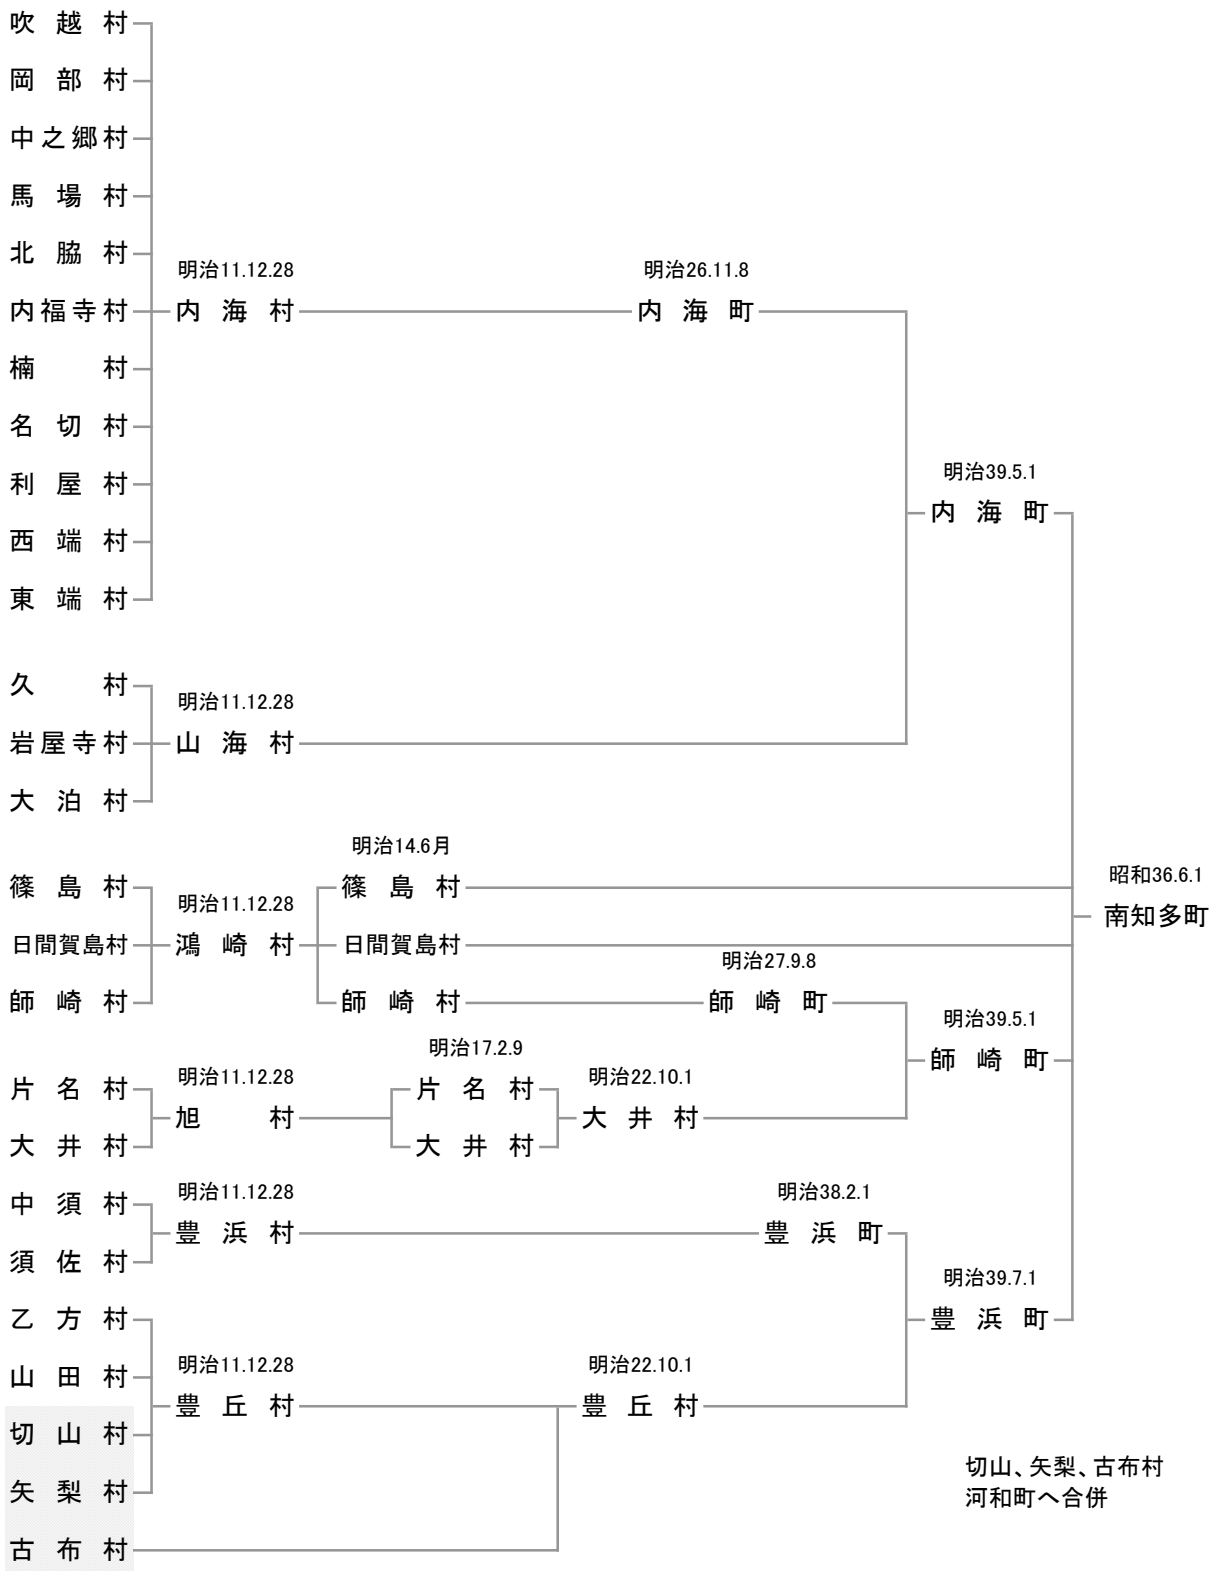 吹越村
岡部村
中之郷村
馬場村
北脇村
明治11.12.28
明治26.11.8
内福寺村
内海村
内海町
楠村
名切村
明治39.5.1
利屋村
内海町
西端村
東端村
久村
明治11.12.28
岩屋寺村
山海村
大泊村
明治14.6月
篠島村
明治11.12.28
篠島村
昭和36.6.1
南知多町
日間賀島村
鴻崎村
日間賀島村
明治27.9.8
師崎村
師崎村
師崎町
明治39.5.1
師崎町
明治17.2.9
片名村
明治11.12.28
片名村
明治22.10.1
旭村
大井村
大井村
大井村
中須村
明治11.12.28
明治38.2.1
豊浜村
豊浜町
須佐村
明治39.7.1
豊浜町
乙方村
山田村
明治11.12.28
明治22.10.1
豊丘村
豊丘村
切山村
矢梨村
切山、矢梨、古布村
河和町へ合併
古布村